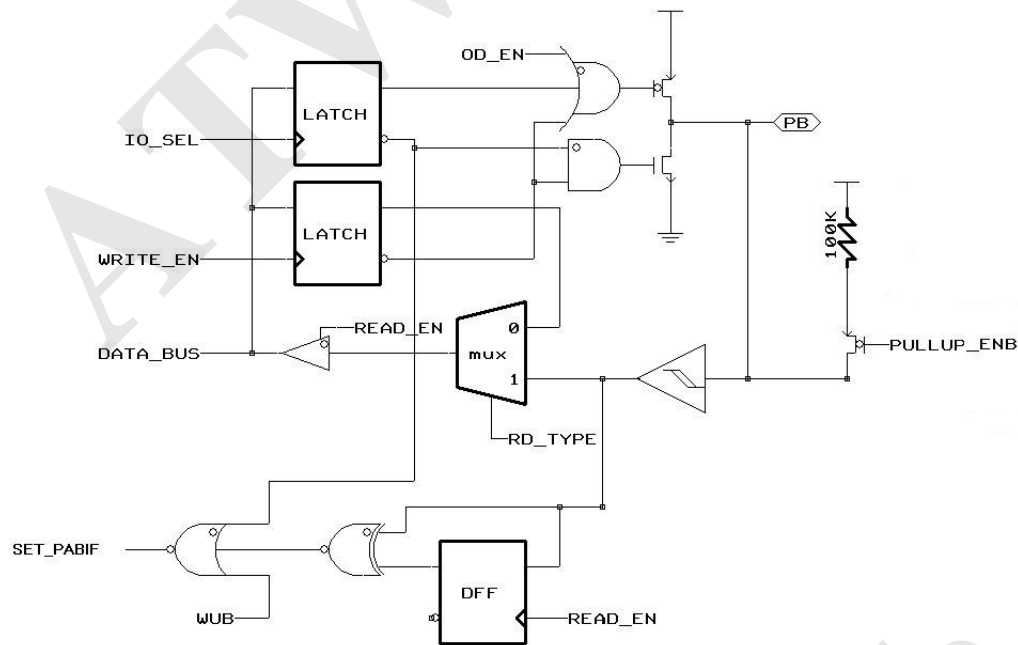 OD_EN
LATCH
PB
IO_SEL
LATCH
100K
WRITE_EN
READ_EN
0
DATA_BUS
mux
PULLUP_ENB
1
RD_TYPE
SET_PABIF
DFF
WUB
READ_EN